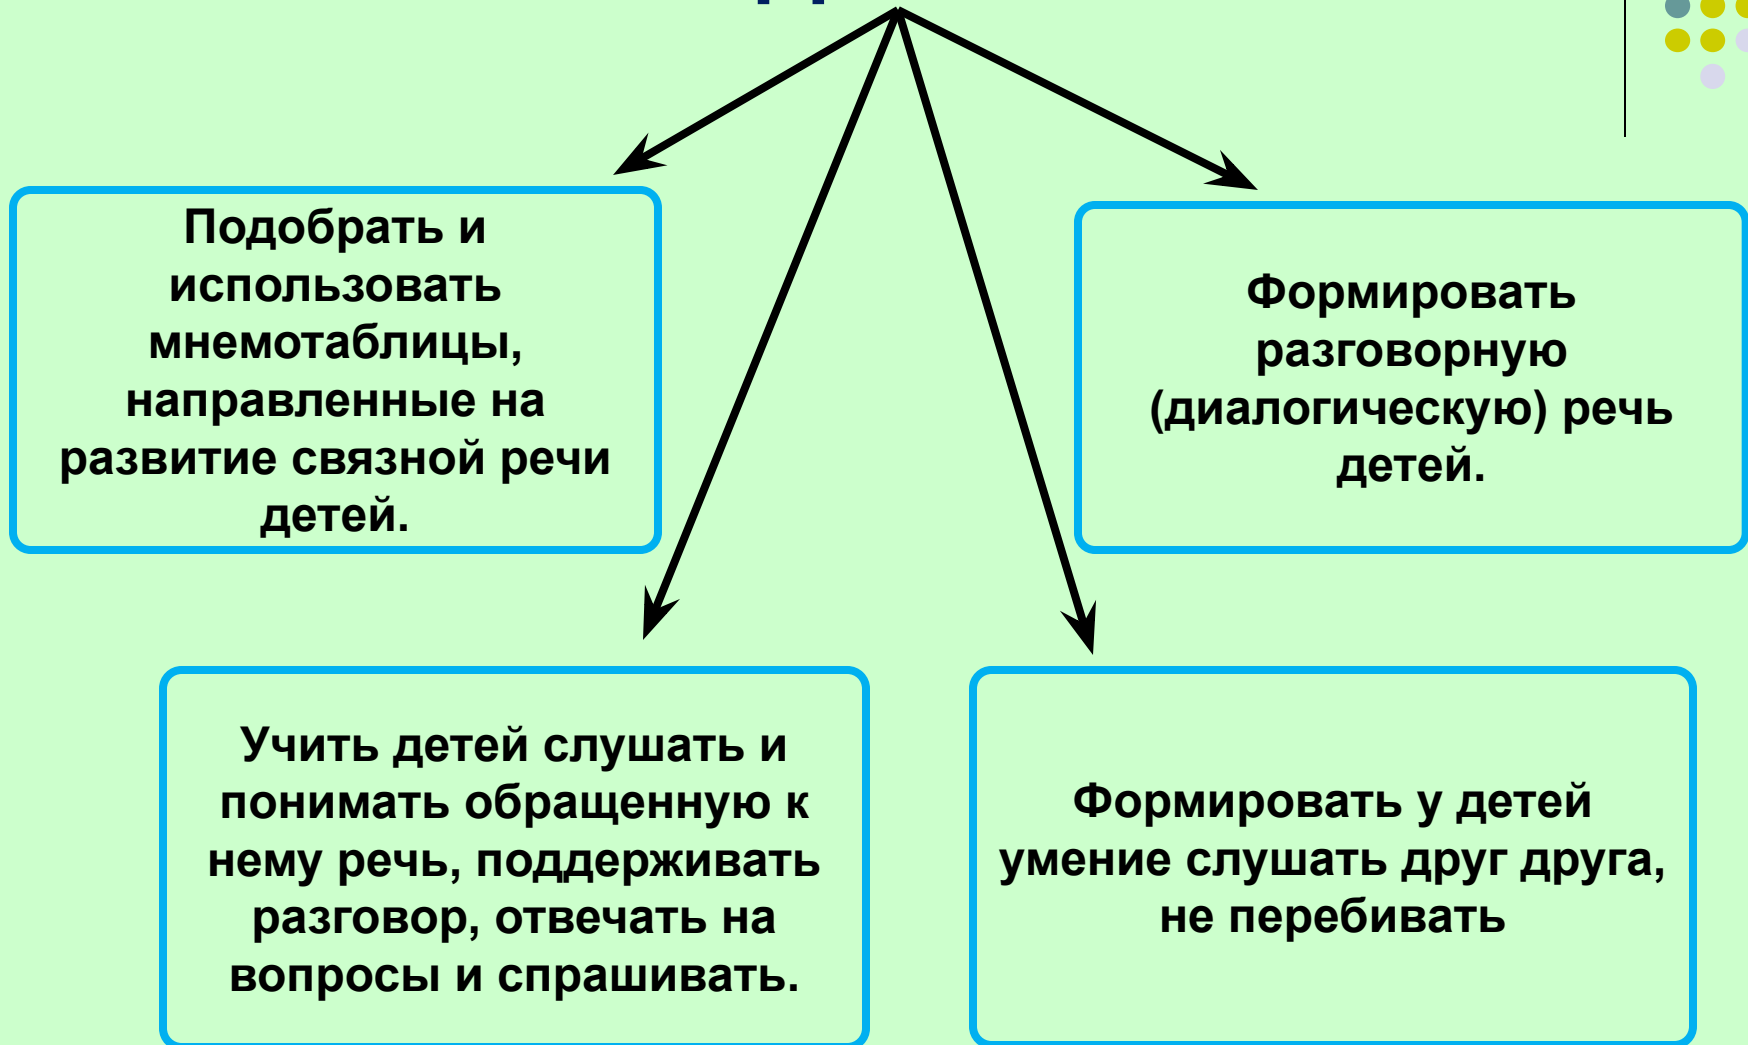 Подобрать и
использовать
мнемотаблицы,
направленные на
развитие связной речи
детей.
Формировать
разговорную
(диалогическую) речь
детей.
Учить детей слушать и
понимать обращенную к
нему речь, поддерживать
разговор, отвечать на
вопросы и спрашивать.
Формировать у детей
умение слушать друг друга,
не перебивать